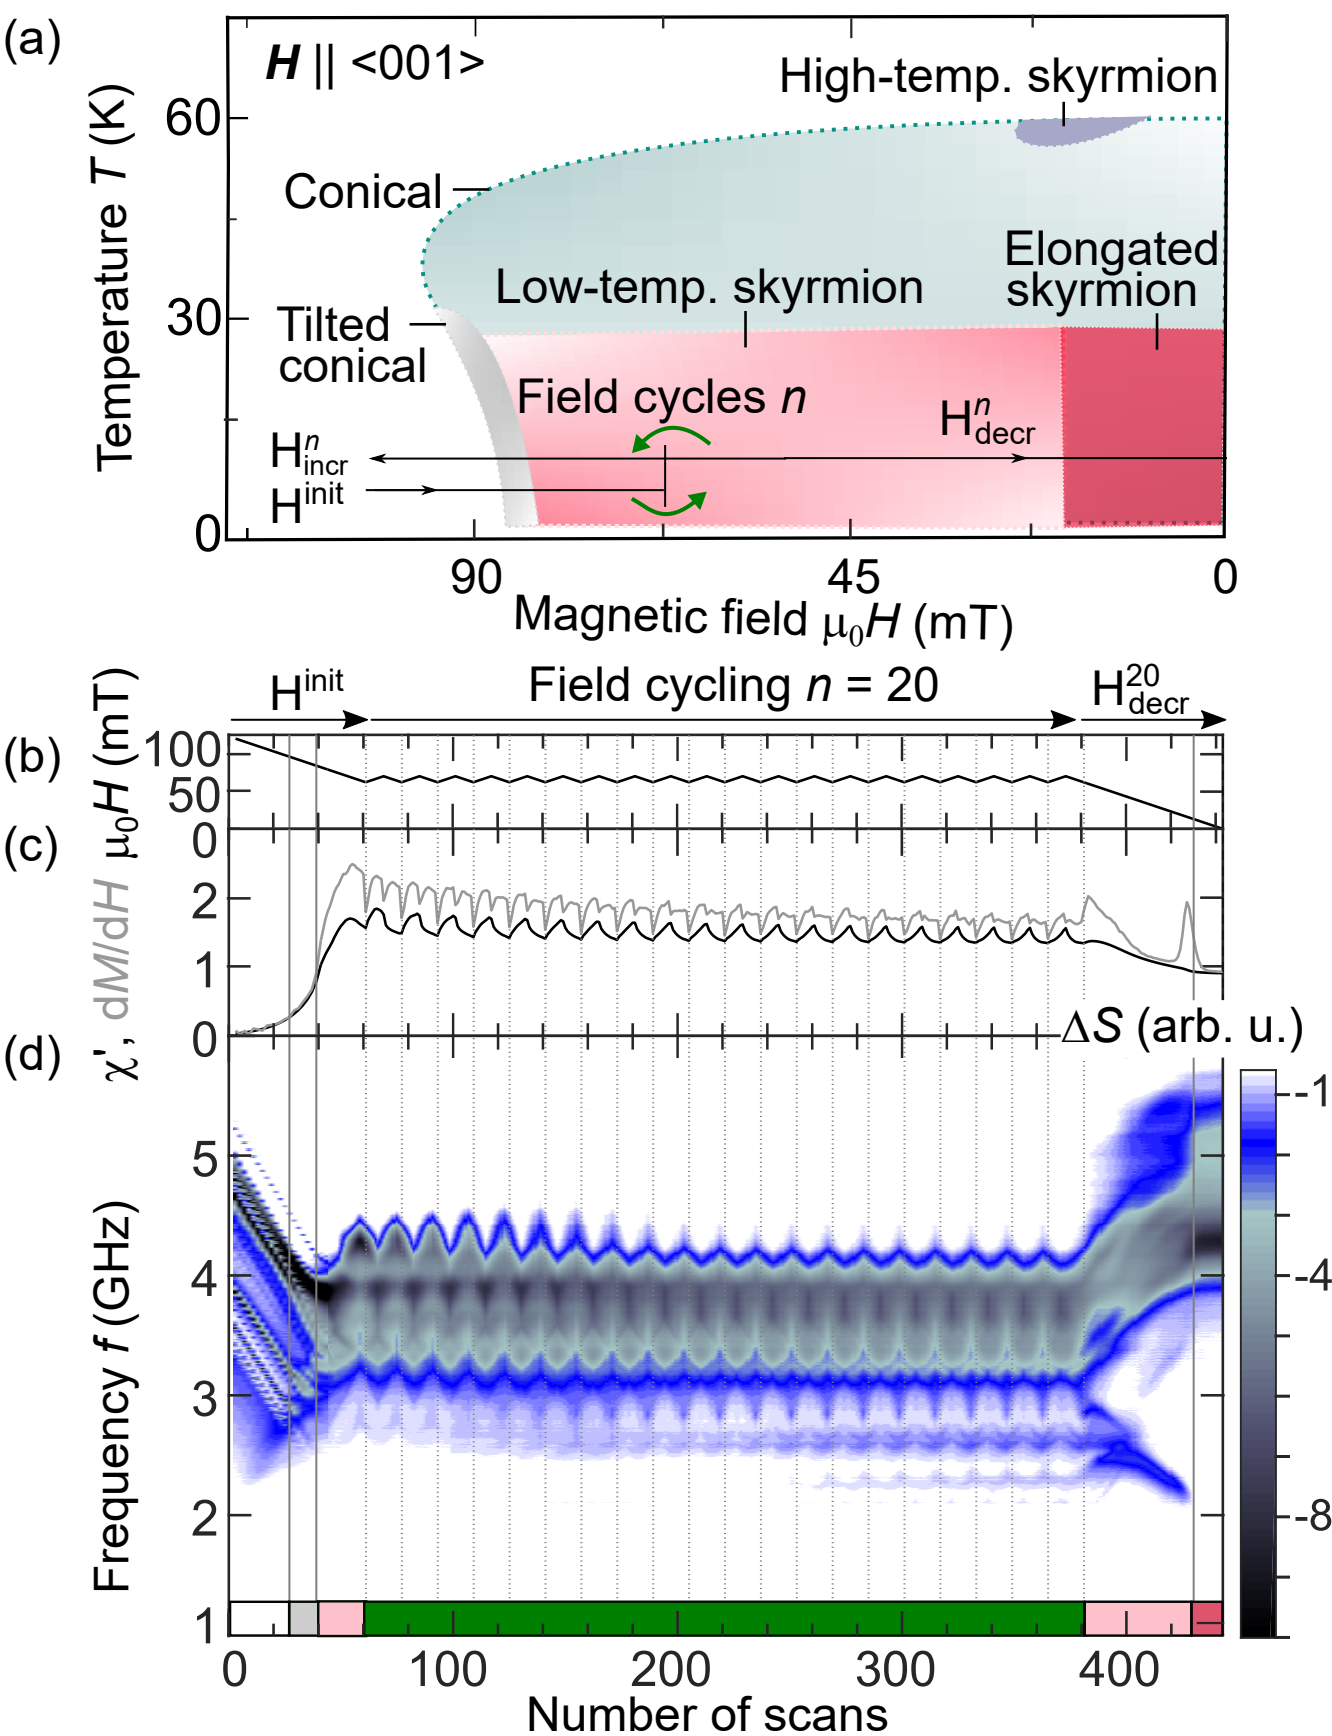 (a)
H || <001>
High-temp. skyrmion
Conical
Elongated
skyrmion
Low-temp. skyrmion
Tilted
conical
Field cycles n
H^n_incr
H^n_decr
H^init
Temperature T (K)
60
30
0
90
45
0
Magnetic field μ₀H (mT)
H^init
Field cycling n = 20
H^20_decr
(b)
μ₀H (mT)
100
50
0
(c)
χ', dM/dH
2
1
0
(d)
ΔS (arb. u.)
-1
-4
-8
Frequency f (GHz)
5
4
3
2
1
0
100
200
300
400
Number of scans